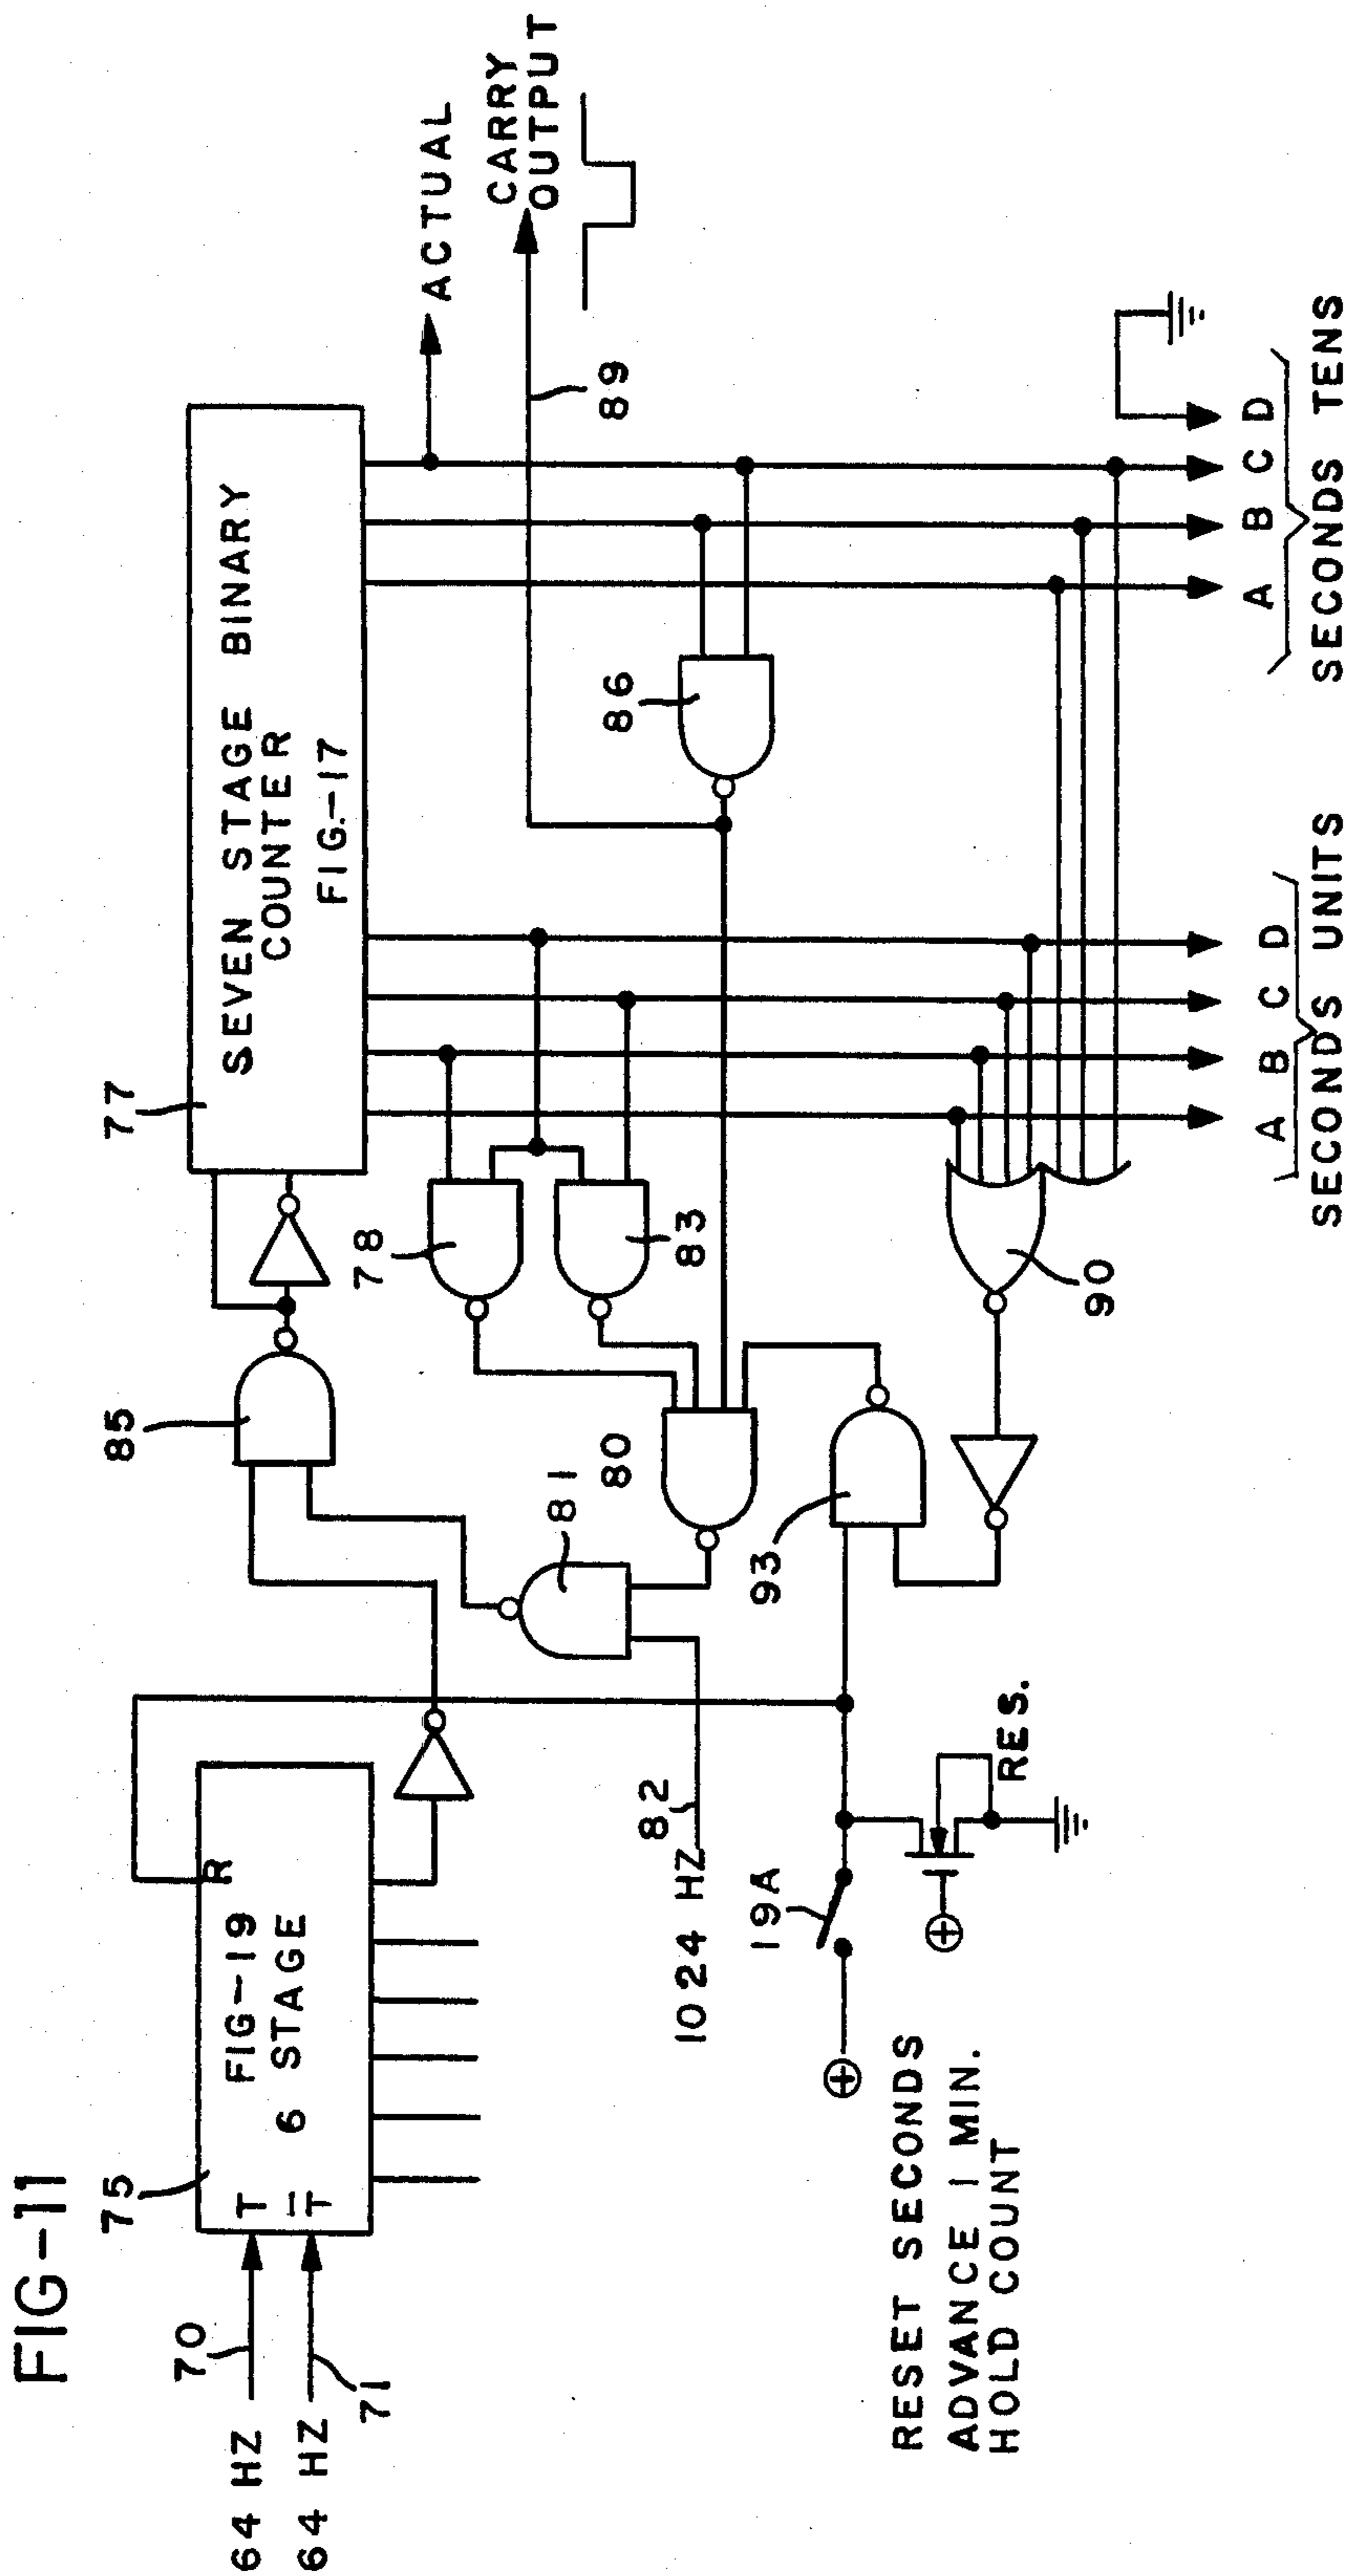 FIG-11
64 HZ
70
64 HZ
71
75
T
T
FIG-19
6 STAGE
R
85
77
SEVEN STAGE BINARY
COUNTER
FIG.-17
ACTUAL
CARRY
OUTPUT
89
86
78
83
81
80
82
1024 HZ
93
90
19A
RES.
RESET SECONDS
ADVANCE 1 MIN.
HOLD COUNT
A B C D
SECONDS UNITS
A B C D
SECONDS TENS